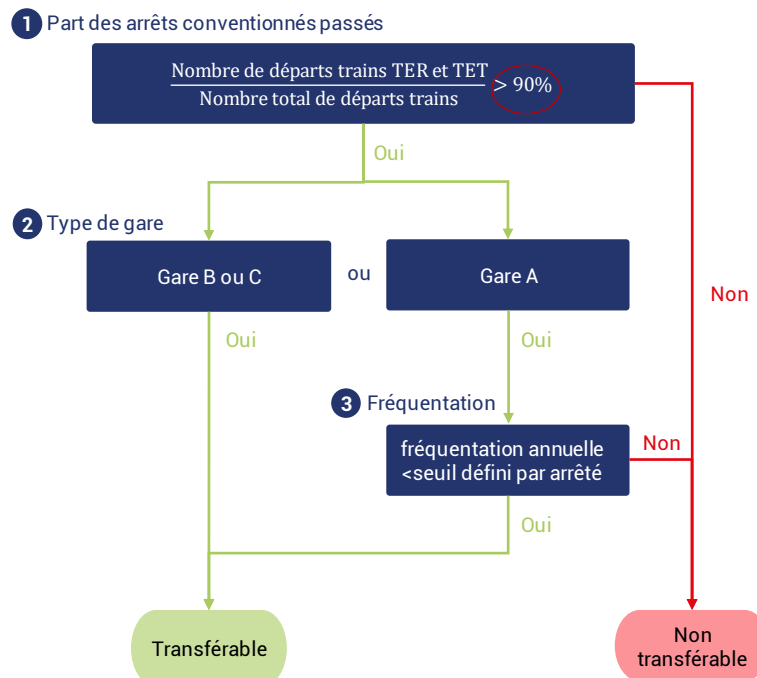 1 Part des arrêts conventionnés passés
Nombre de départs trains TER et TET
Nombre total de départs trains
> 90%
Oui
2 Type de gare
Gare B ou C
ou
Gare A
Non
Oui
Oui
3 Fréquentation
fréquentation annuelle
<seuil défini par arrêté
Non
Oui
Transférable
Non
transférable